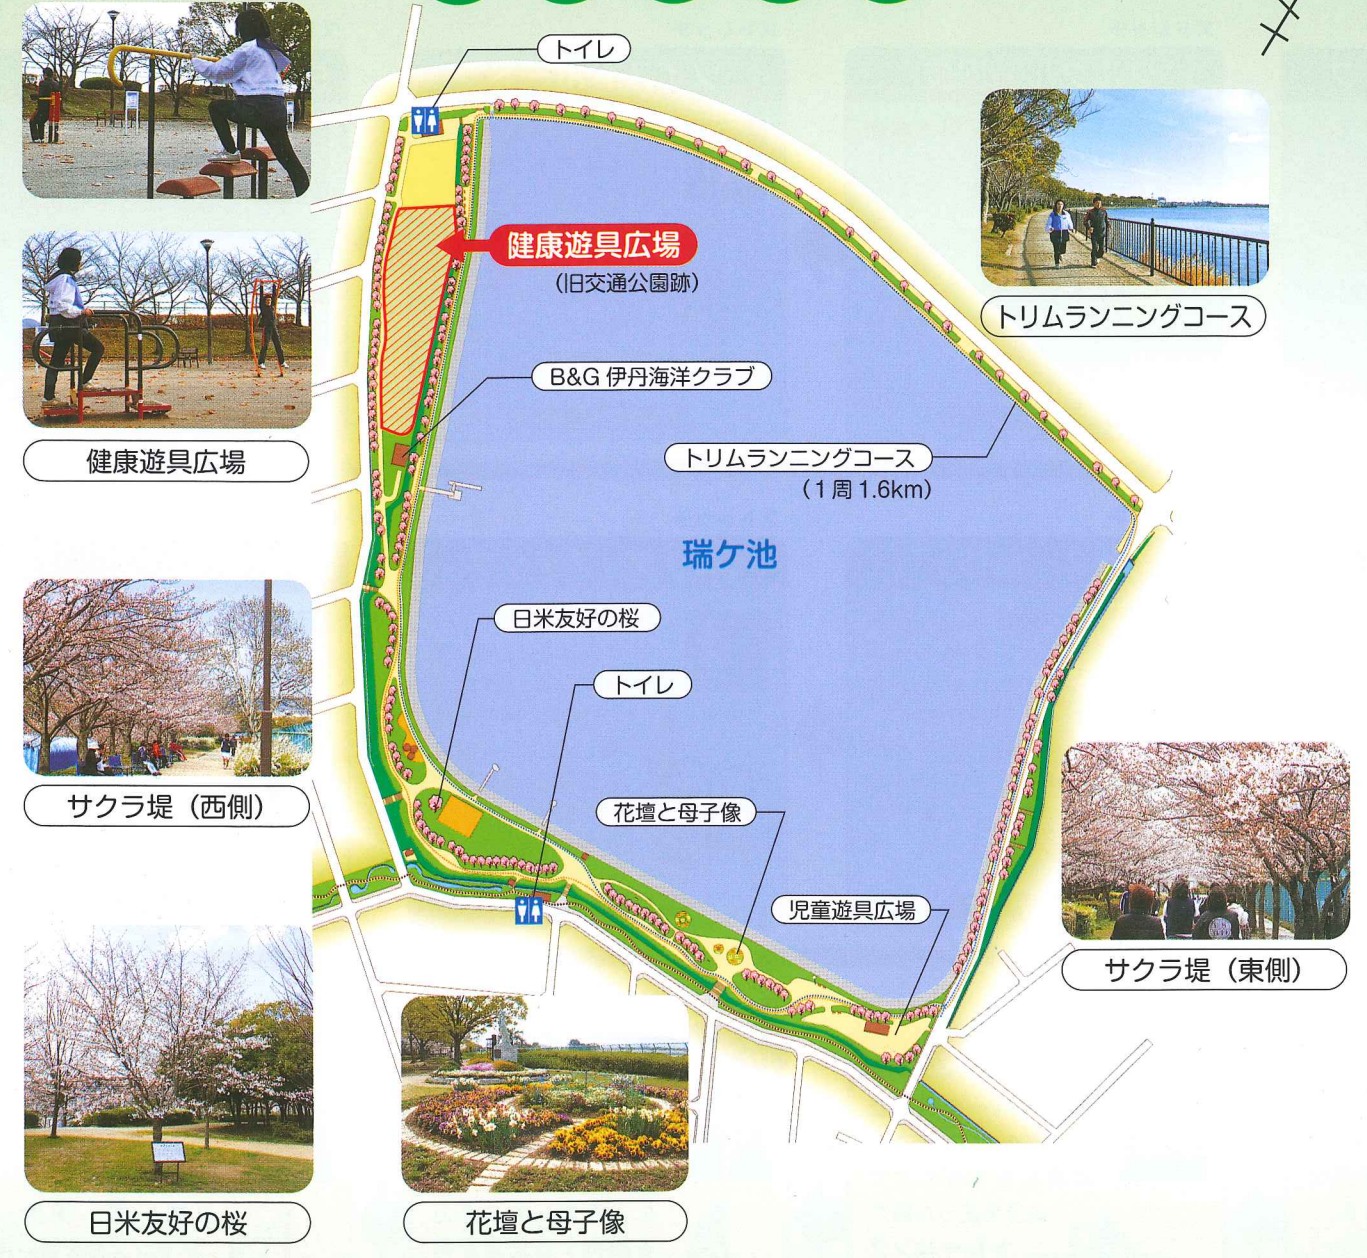 トイレ
健康遊具広場
(旧交通公園跡)
トリムランニングコース
B&G 伊丹海洋クラブ
健康遊具広場
トリムランニングコース
(1周1.6km)
瑞ケ池
日米友好の桜
トイレ
サクラ堤(西側)
花壇と母子像
児童遊具広場
サクラ堤(東側)
日米友好の桜
花壇と母子像